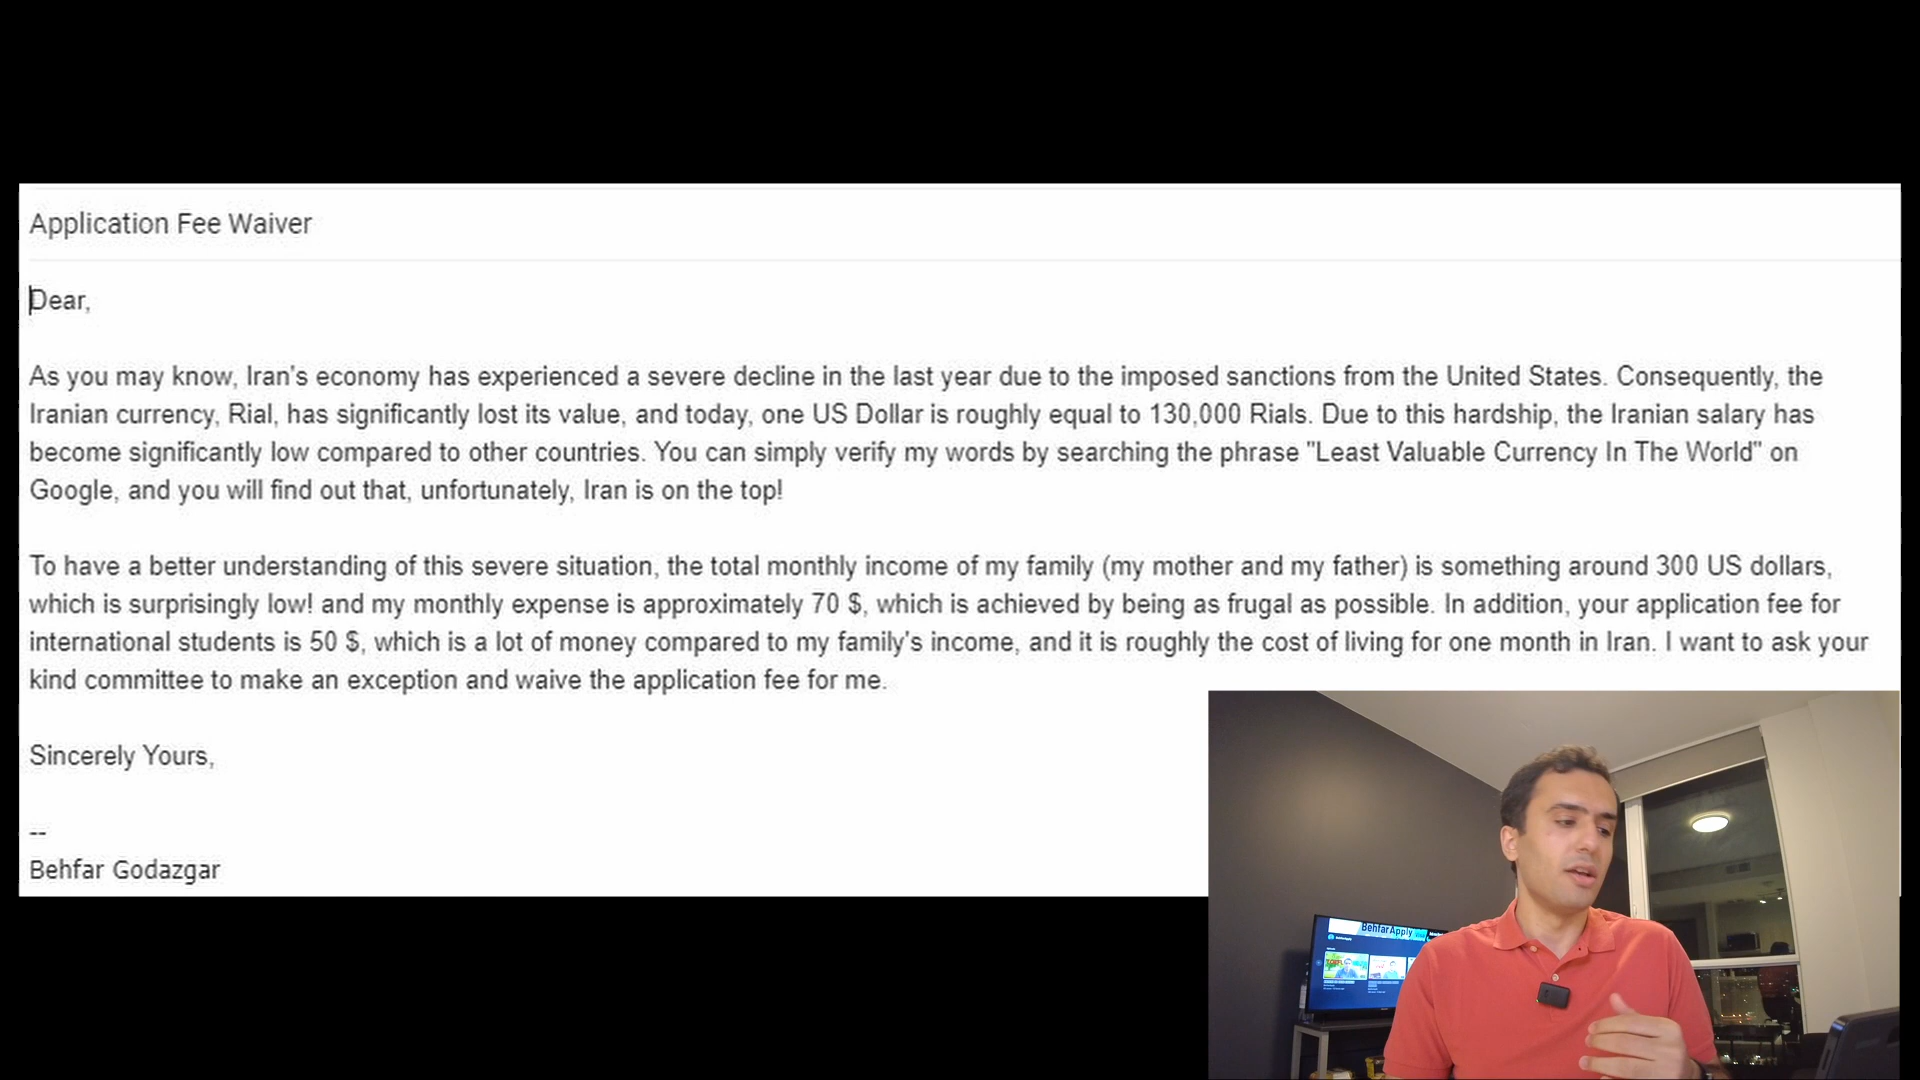 Application Fee Waiver
Dear,
As you may know, Iran's economy has experienced a severe decline in the last year due to the imposed sanctions from the United States. Consequently, the
Iranian currency, Rial, has significantly lost its value, and today, one US Dollar is roughly equal to 130,000 Rials. Due to this hardship, the Iranian salary has
become significantly low compared to other countries. You can simply verify my words by searching the phrase "Least Valuable Currency In The World" on
Google, and you will find out that, unfortunately, Iran is on the top!
To have a better understanding of this severe situation, the total monthly income of my family (my mother and my father) is something around 300 US dollars,
which is surprisingly low! and my monthly expense is approximately 70 $, which is achieved by being as frugal as possible. In addition, your application fee for
international students is 50 $, which is a lot of money compared to my family's income, and it is roughly the cost of living for one month in Iran. I want to ask your
kind committee to make an exception and waive the application fee for me.
Sincerely Yours,
--
Behfar Godazgar
BehfarApply